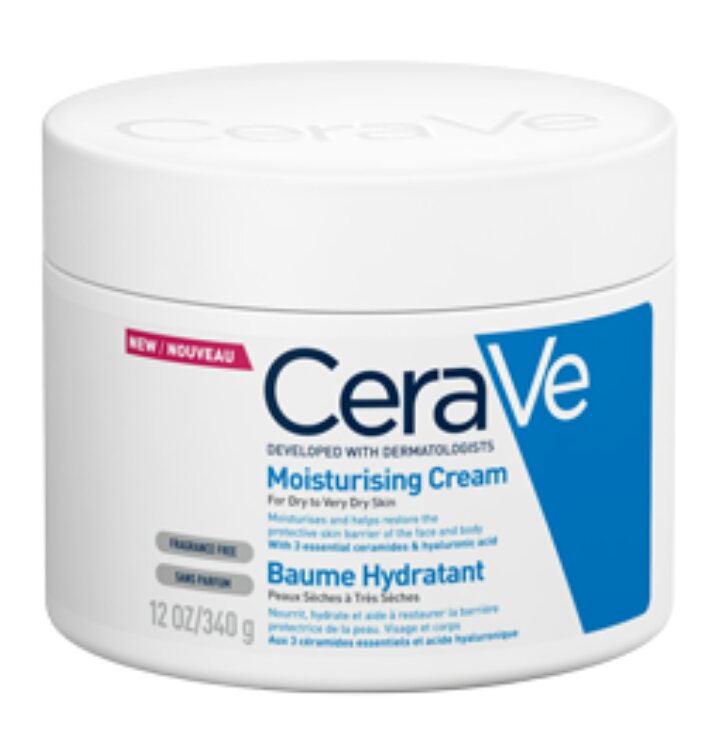 CeraVe
NEW / NOUVEAU
CeraVe
DEVELOPED WITH DERMATOLOGISTS
Moisturising Cream
For Dry to Very Dry Skin
Moisturises and helps restore the
protective skin barrier of the face and body
With 3 essential ceramides & hyaluronic acid
FRAGRANCE FREE
SANS PARFUM
12 OZ/340 g
Baume Hydratant
Peaux Sèches à Très Sèches
Nourrit, hydrate et aide à restaurer la barrière
protectrice de la peau. Visage et corps
Aux 3 céramides essentiels et acide hyaluronique